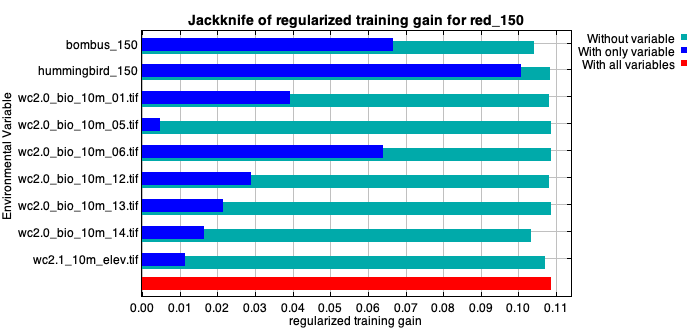 Jackknife of regularized training gain for red_150
Without variable
With only variable
With all variables
Environmental Variable
bombus_150
hummingbird_150
wc2.0_bio_10m_01.tif
wc2.0_bio_10m_05.tif
wc2.0_bio_10m_06.tif
wc2.0_bio_10m_12.tif
wc2.0_bio_10m_13.tif
wc2.0_bio_10m_14.tif
wc2.1_10m_elev.tif
0.00 0.01 0.02 0.03 0.04 0.05 0.06 0.07 0.08 0.09 0.10 0.11
regularized training gain